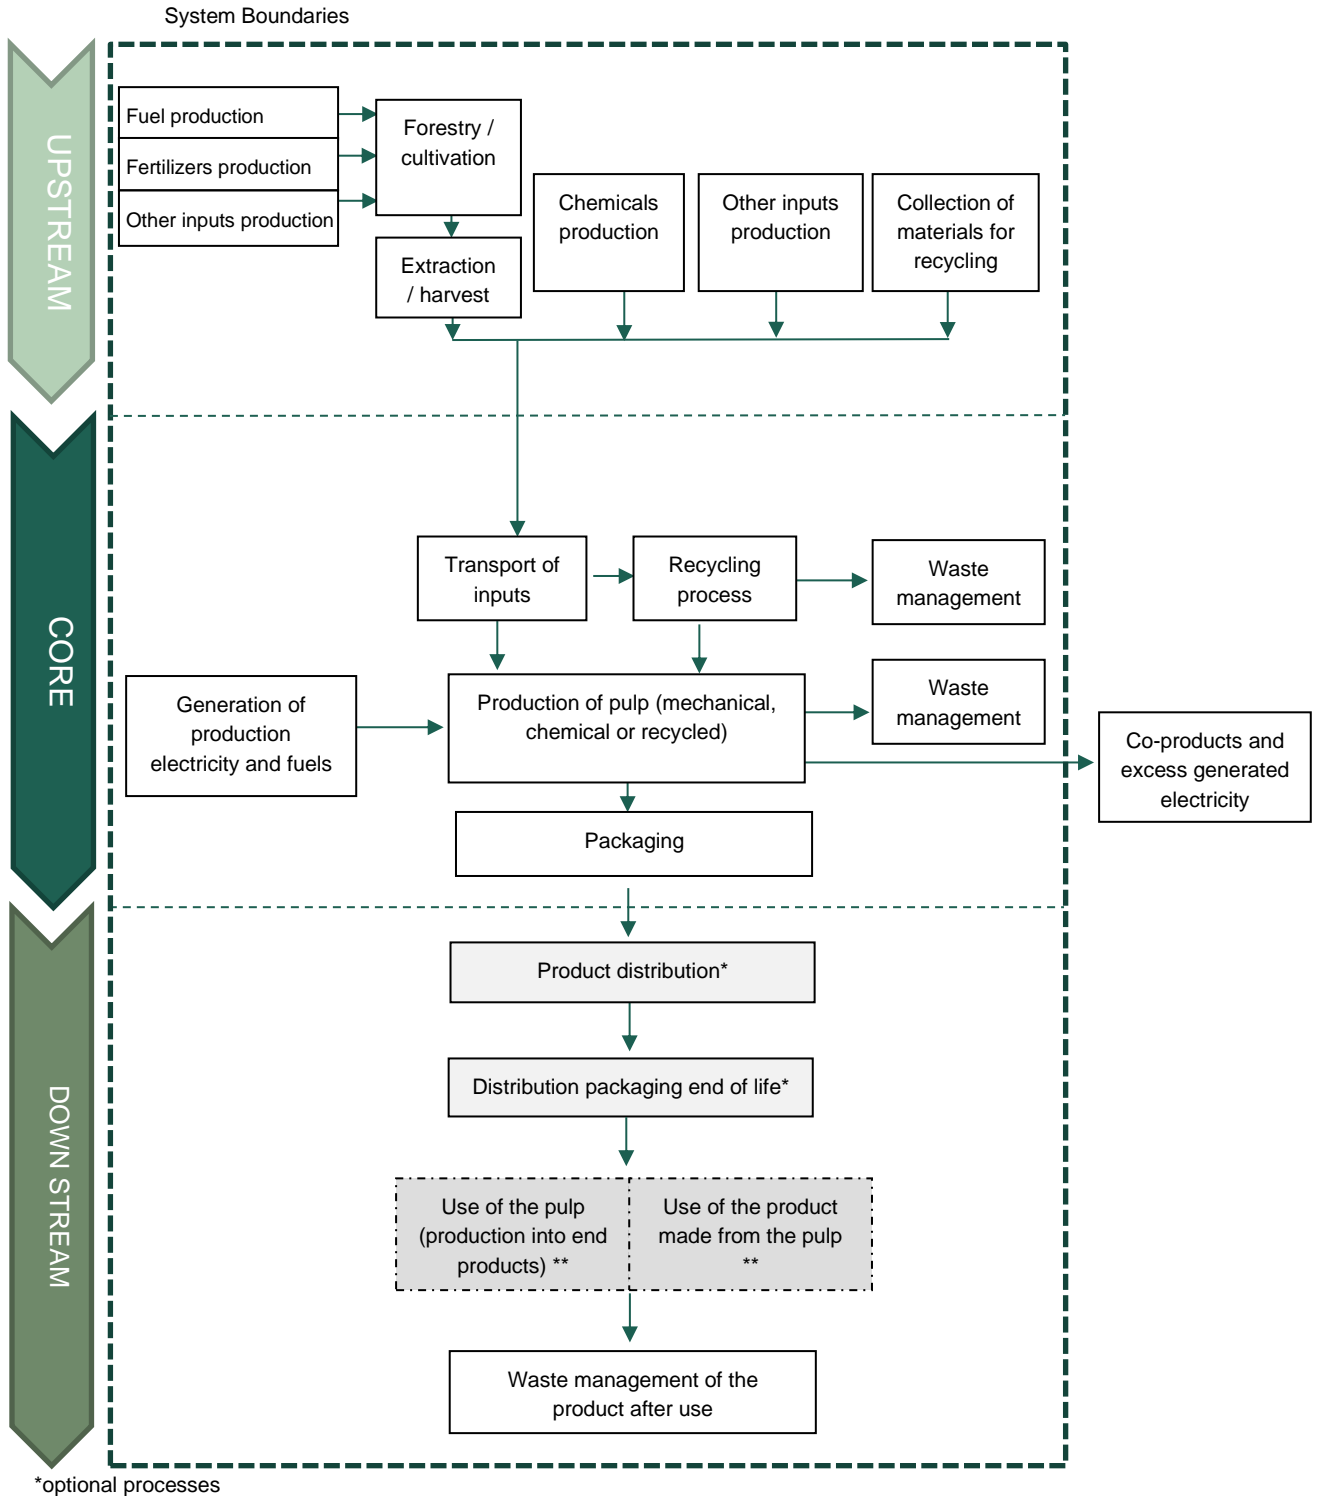 System Boundaries
UPSTREAM
Fuel production
Fertilizers production
Other inputs production
Forestry /
cultivation
Extraction
/ harvest
Chemicals
production
Other inputs
production
Collection of
materials for
recycling
CORE
Transport of
inputs
Recycling
process
Waste
management
Generation of
production
electricity and fuels
Production of pulp (mechanical,
chemical or recycled)
Waste
management
Co-products and
excess generated
electricity
Packaging
DOWN STREAM
Product distribution*
Distribution packaging end of life*
Use of the pulp
(production into end
products) **
Use of the product
made from the pulp
**
Waste management of the
product after use
*optional processes